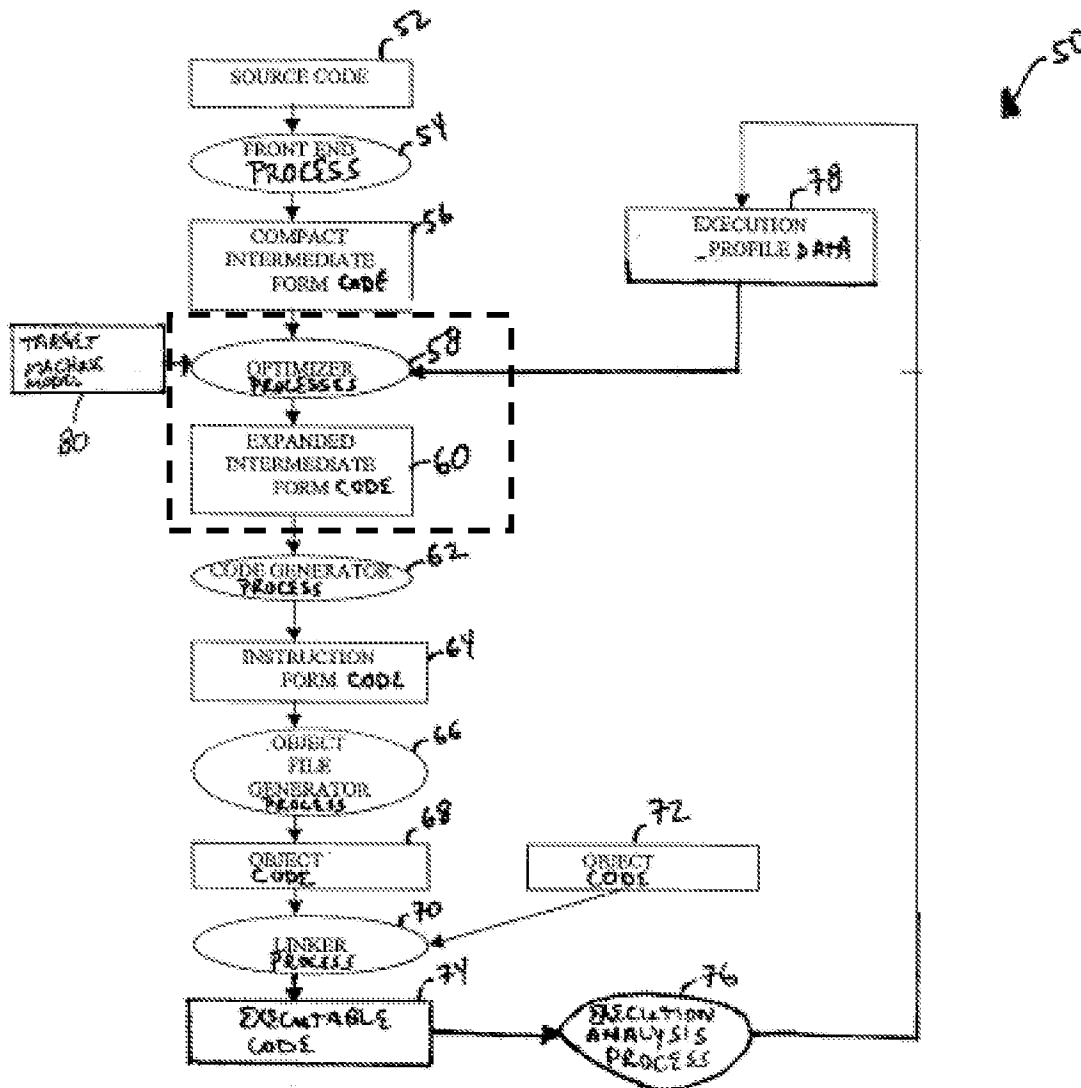 52
SOURCE CODE
50
54
FRONT END
PROCESS
56
COMPACT
INTERMEDIATE
FORM CODE
78
EXECUTION
PROFILE DATA
TARGET
MACHINE
MODEL
80
58
OPTIMIZER
PROCESSES
EXPANDED
INTERMEDIATE
FORM CODE
60
62
CODE GENERATOR
PROCESS
64
INSTRUCTION
FORM CODE
66
OBJECT
FILE
GENERATOR
PROCESS
68
OBJECT
CODE
72
OBJECT
CODE
70
LINKER
PROCESS
74
EXECUTABLE
CODE
76
EXECUTION
ANALYSIS
PROCESS